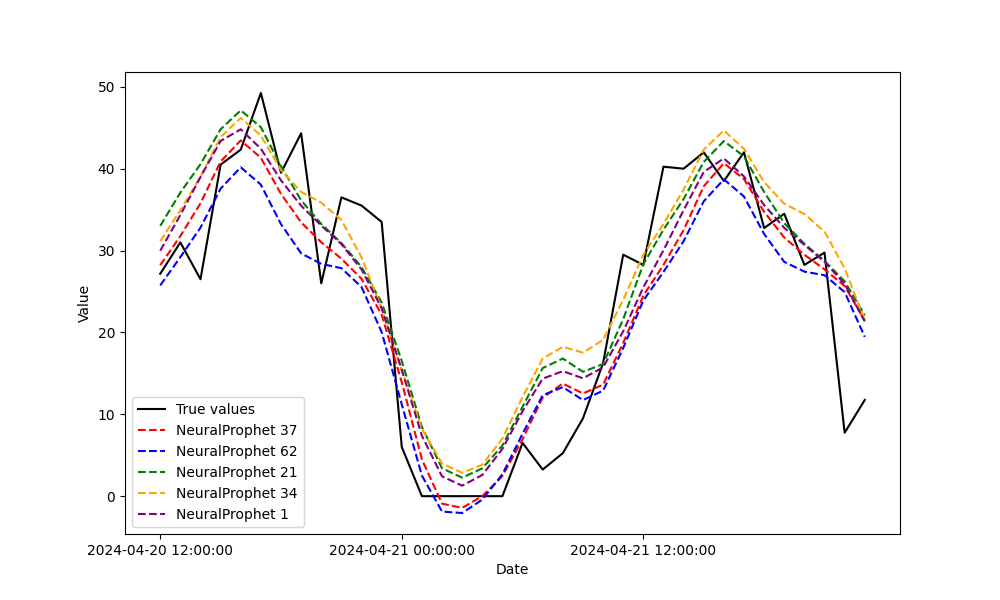 50
40
30
20
10
0
Value
True values
NeuralProphet 37
NeuralProphet 62
NeuralProphet 21
NeuralProphet 34
NeuralProphet 1
2024-04-20 12:00:00
2024-04-21 00:00:00
2024-04-21 12:00:00
Date